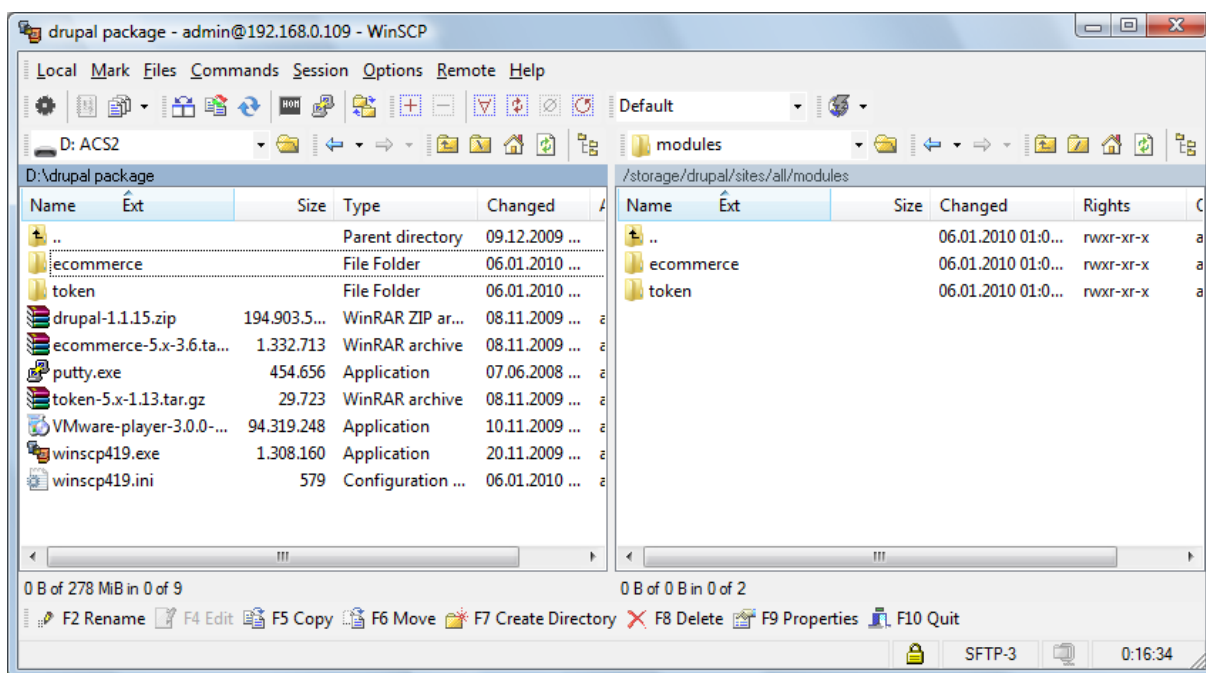 drupal package - admin@192.168.0.109 - WinSCP
Local Mark Files Commands Session Options Remote Help
Default
D: ACS2 modules
D:\drupal package /storage/drupal/sites/all/modules
Name Ext Size Type Changed Name Ext Size Changed Rights
.. Parent directory 09.12.2009 ... .. 06.01.2010 01:0... rwxr-xr-x
ecommerce File Folder 06.01.2010 ... ecommerce 06.01.2010 01:0... rwxr-xr-x
token File Folder 06.01.2010 ... token 06.01.2010 01:0... rwxr-xr-x
drupal-1.1.15.zip 194.903.5... WinRAR ZIP ar... 08.11.2009 ...
ecommerce-5.x-3.6.ta... 1.332.713 WinRAR archive 08.11.2009 ...
putty.exe 454.656 Application 07.06.2008 ...
token-5.x-1.13.tar.gz 29.723 WinRAR archive 08.11.2009 ...
VMware-player-3.0.0-... 94.319.248 Application 10.11.2009 ...
winscp419.exe 1.308.160 Application 20.11.2009 ...
winscp419.ini 579 Configuration ... 06.01.2010 ...
0 B of 278 MiB in 0 of 9 0 B of 0 B in 0 of 2
F2 Rename F4 Edit F5 Copy F6 Move F7 Create Directory F8 Delete F9 Properties F10 Quit
SFTP-3 0:16:34